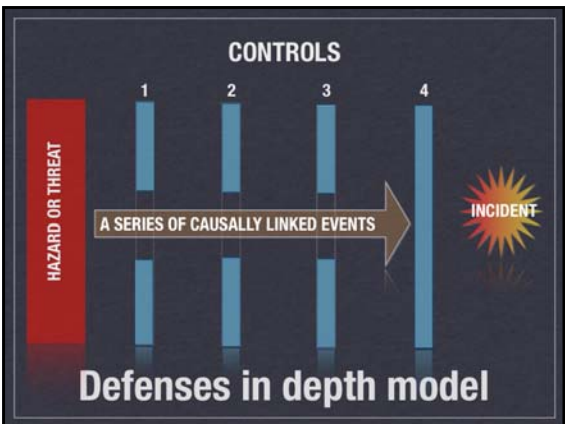 CONTROLS
1 2 3 4
HAZARD OR THREAT
A SERIES OF CAUSALLY LINKED EVENTS
INCIDENT
Defenses in depth model